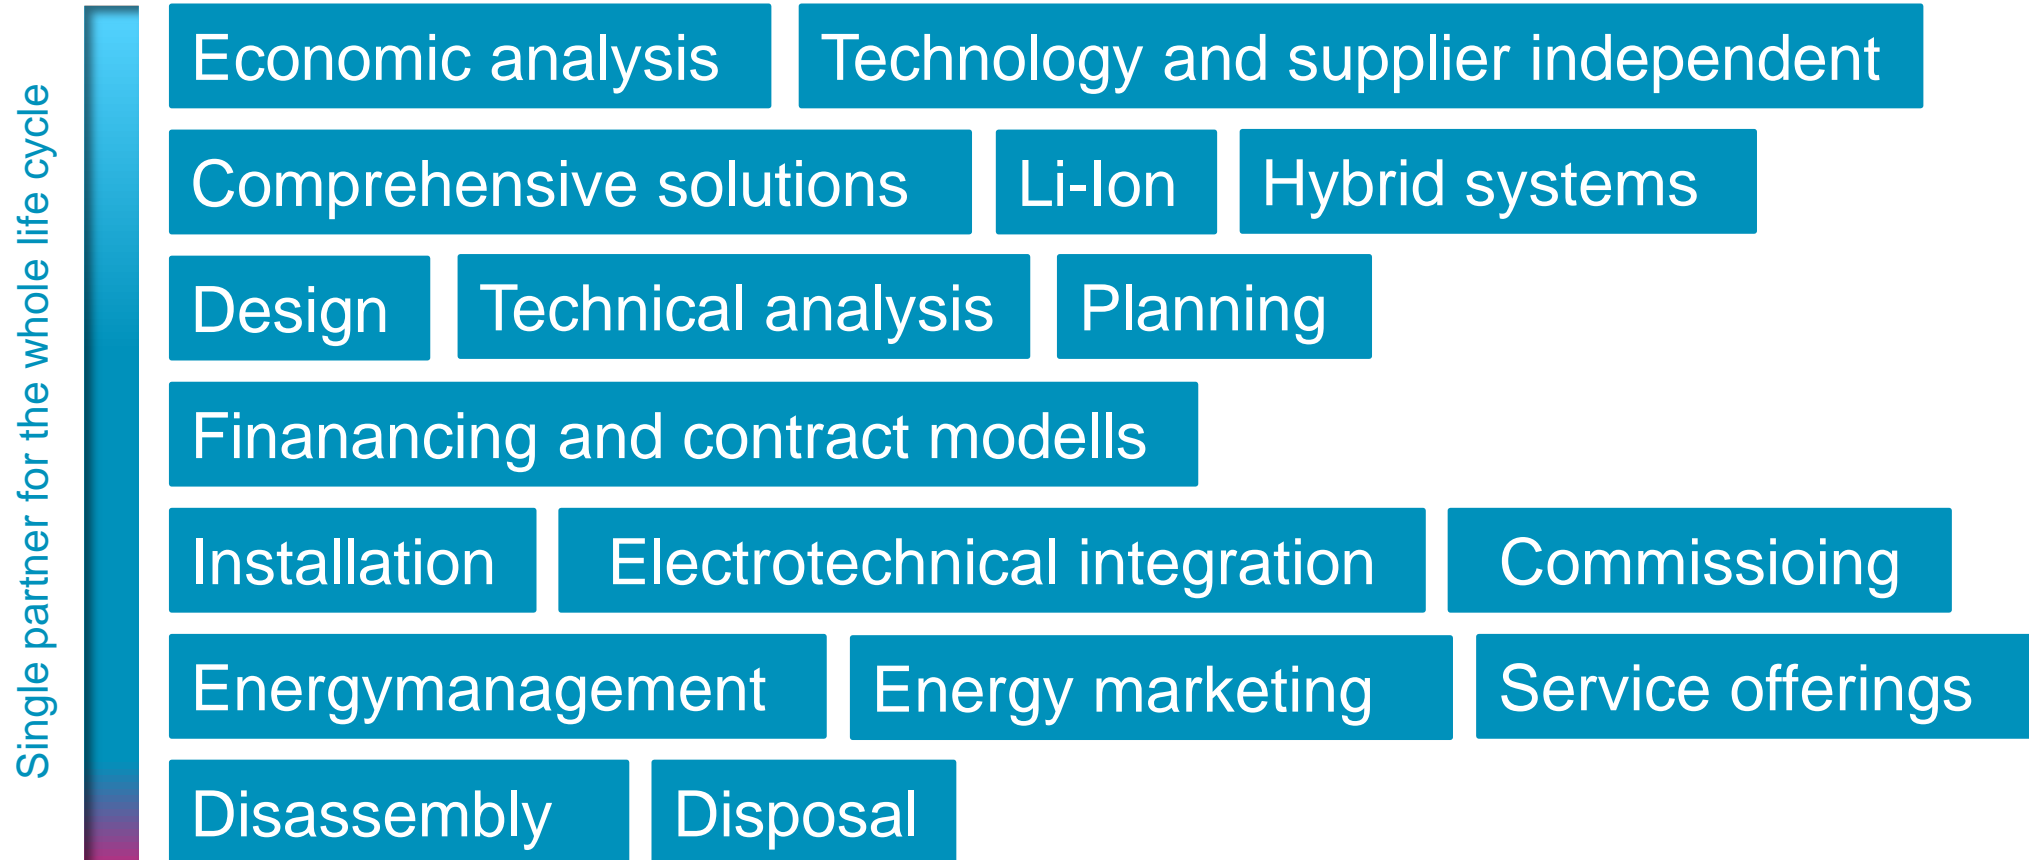 Single partner for the whole life cycle
Economic analysis
Technology and supplier independent
Comprehensive solutions
Li-Ion
Hybrid systems
Design
Technical analysis
Planning
Finanancing and contract modells
Installation
Electrotechnical integration
Commissioing
Energymanagement
Energy marketing
Service offerings
Disassembly
Disposal